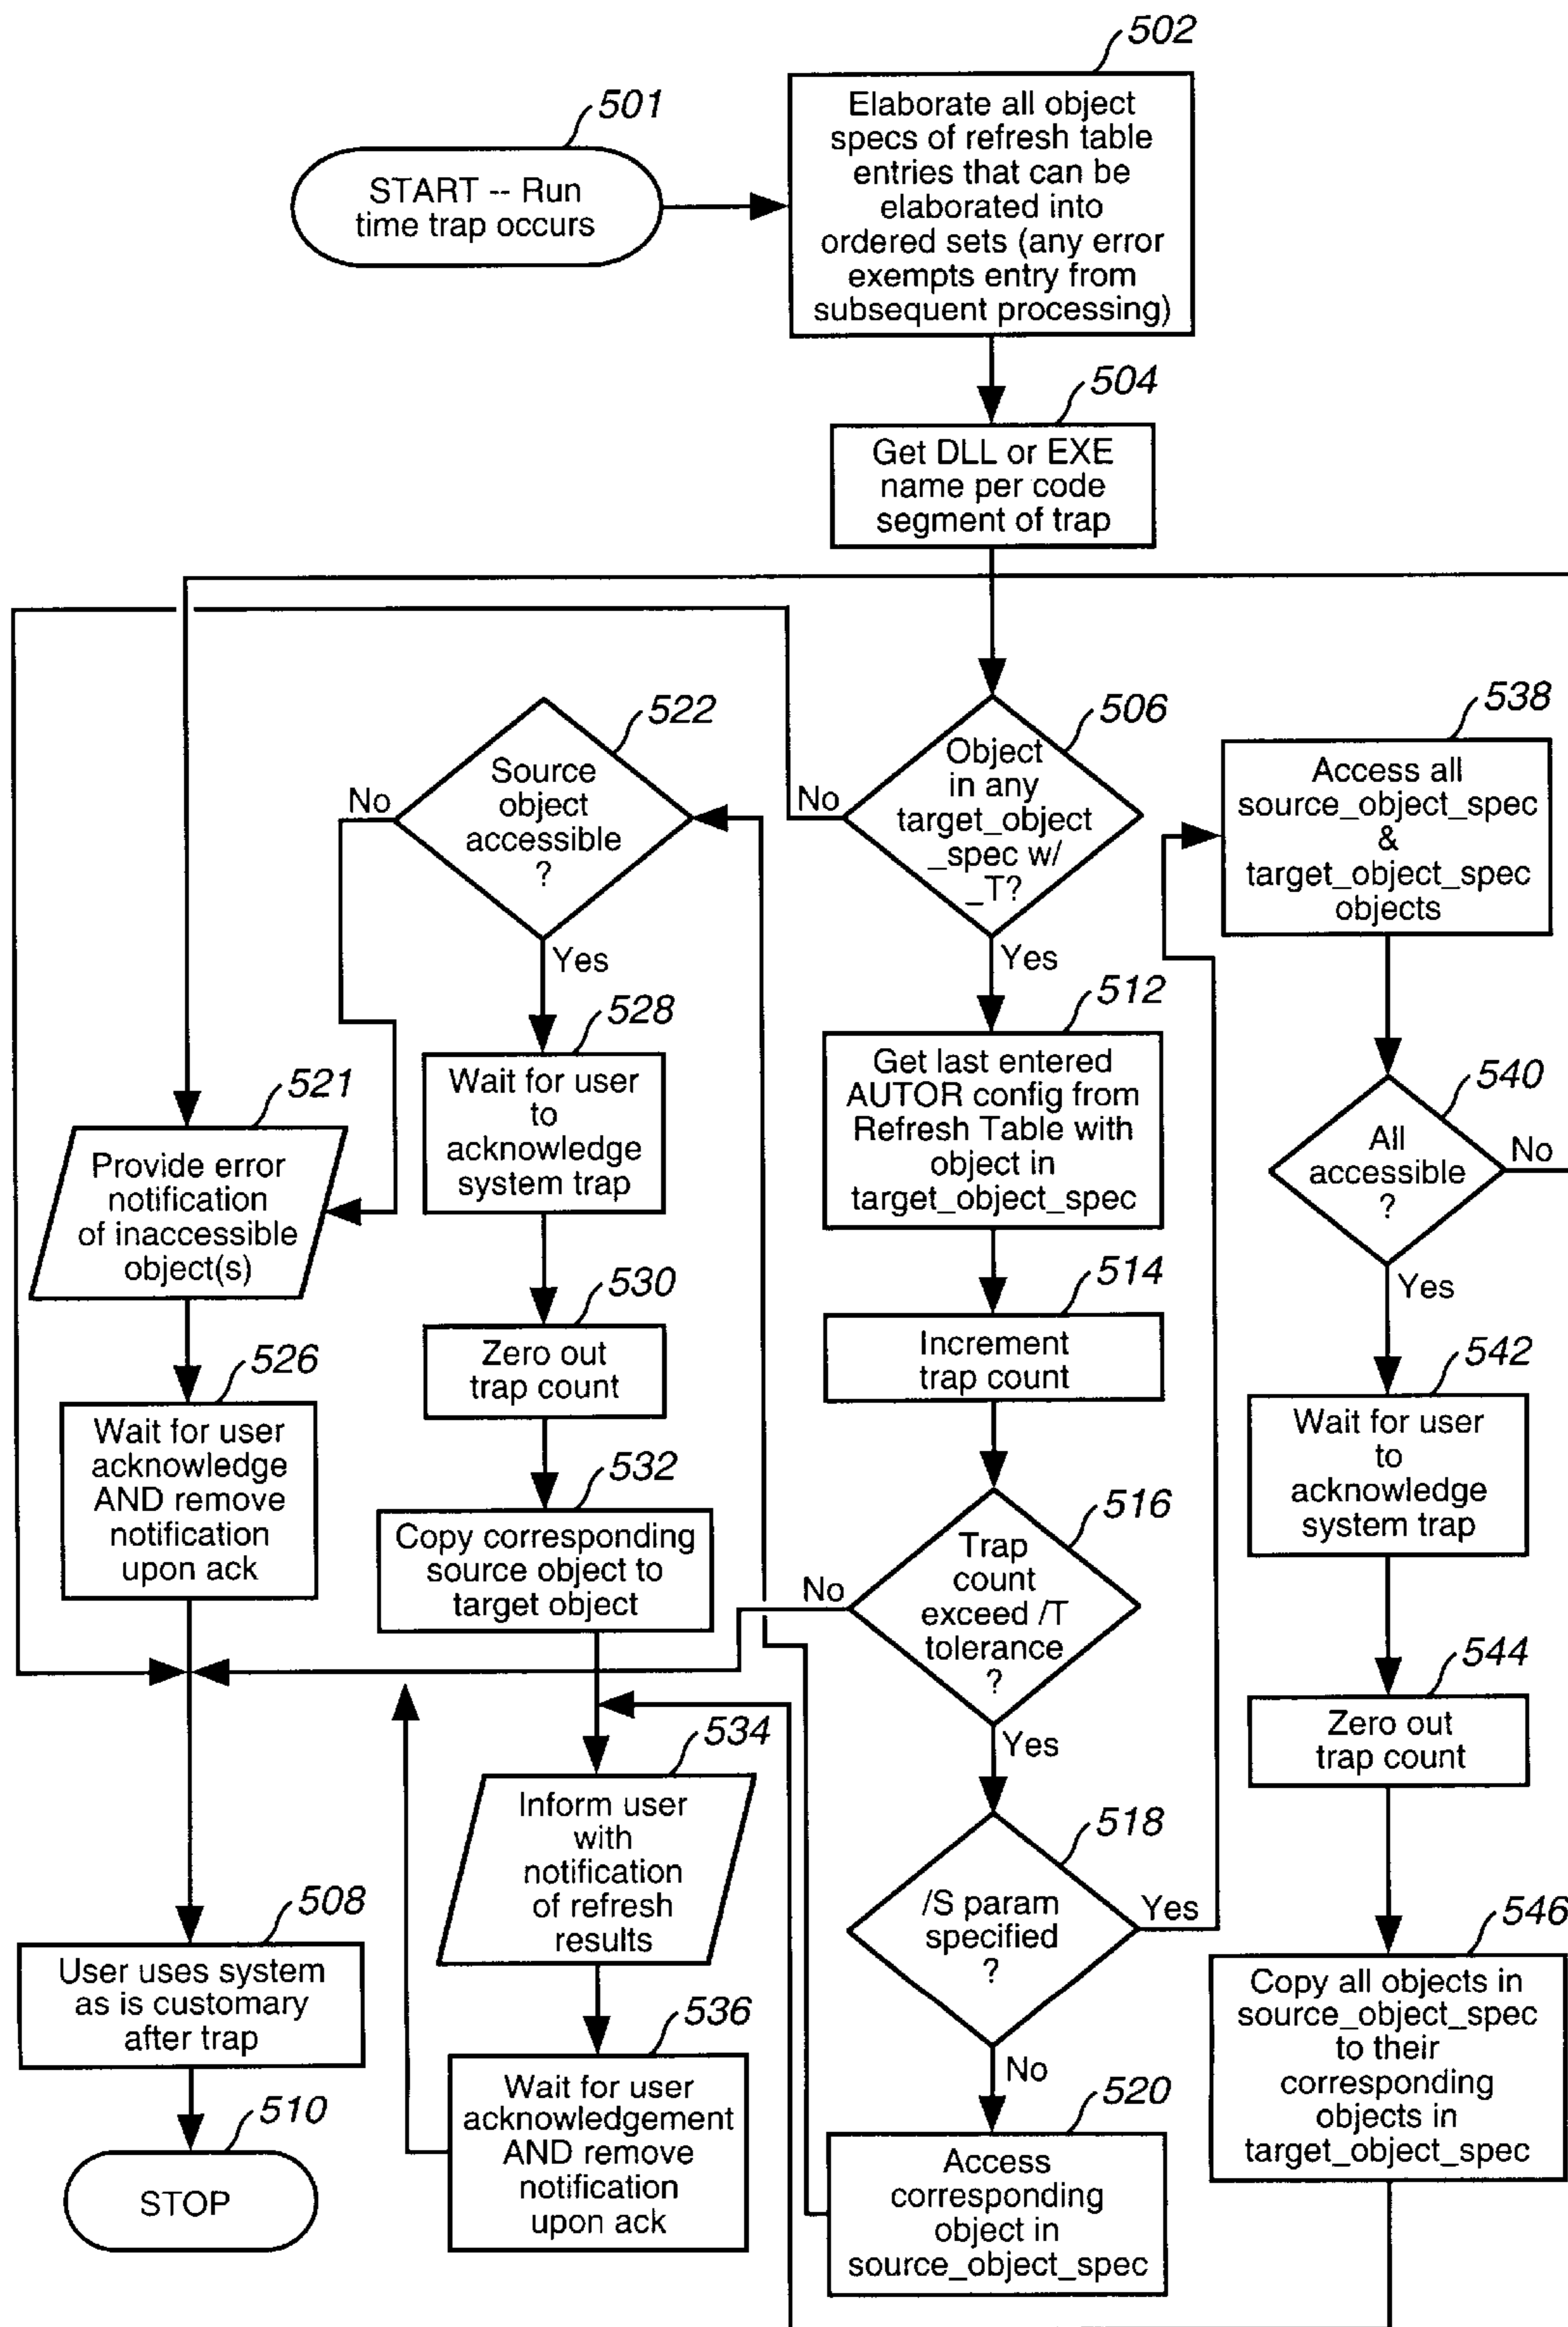 502
Elaborate all object
specs of refresh table
entries that can be
elaborated into
ordered sets (any error
exempts entry from
subsequent processing)
501
START -- Run
time trap occurs
504
Get DLL or EXE
name per code
segment of trap
506
Object
in any
target_object
_spec w/
_T?
No
Yes
522
Source
object
accessible
?
No
Yes
538
Access all
source_object_spec
&
target_object_spec
objects
512
Get last entered
AUTOR config from
Refresh Table with
object in
target_object_spec
528
Wait for user
to
acknowledge
system trap
521
Provide error
notification
of inaccessible
object(s)
540
All
accessible
?
No
Yes
514
Increment
trap count
530
Zero out
trap count
526
Wait for user
acknowledge
AND remove
notification
upon ack
542
Wait for user
to
acknowledge
system trap
532
Copy corresponding
source object to
target object
516
Trap
count
exceed /T
tolerance
?
No
Yes
544
Zero out
trap count
534
Inform user
with
notification
of refresh
results
518
/S param
specified
?
Yes
No
508
User uses system
as is customary
after trap
546
Copy all objects in
source_object_spec
to their
corresponding
objects in
target_object_spec
536
Wait for user
acknowledgement
AND remove
notification
upon ack
520
Access
corresponding
object in
source_object_spec
510
STOP